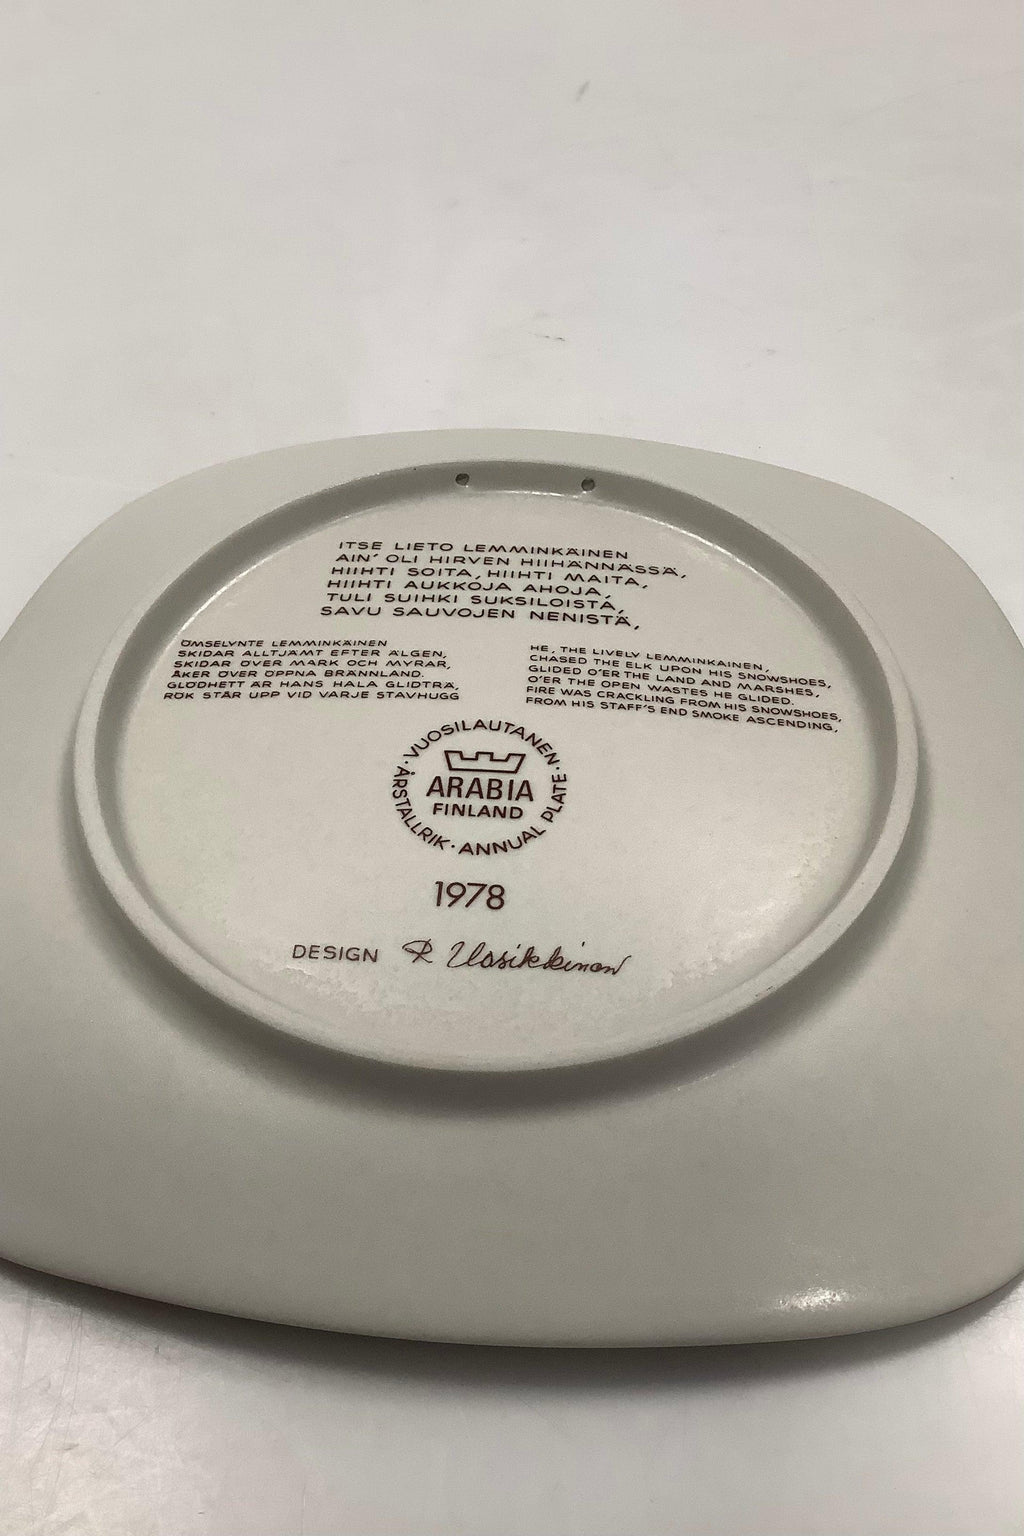 ITSE LIETO LEMMINKÄINEN
AIN' OLI HIRVEN HIIHÄNNÄSSÄ,
HIIHTI SOITA, HIIHTI MAITA,
HIIHTI AUKKOJA AHOJA,
TULI SUIHKI SUKSILOISTA,
SAVU SAUVOJEN NENISTÄ,
ÖMSELYNTE LEMMINKÄINEN
SKIDAR ALLTJÄMT EFTER ÄLGEN,
SKIDAR ÖVER MARK OCH MYRAR,
ÅKER ÖVER ÖPPNA BRÄNNLAND.
GLÖDHETT ÄR HANS HALA GLIDTRÄ,
RÖK STÅR UPP VID VARJE STAVHUGG
HE, THE LIVELY LEMMINKAINEN,
CHASED THE ELK UPON HIS SNOWSHOES,
GLIDED O'ER THE LAND AND MARSHES,
O'ER THE OPEN WASTES HE GLIDED.
FIRE WAS CRACKLING FROM HIS SNOWSHOES,
FROM HIS STAFF'S END SMOKE ASCENDING,
· VUOSILAUTANEN · ANNUAL PLATE · ÅRSTALLRIK
ARABIA
FINLAND
1978
DESIGN R Uosikkinen